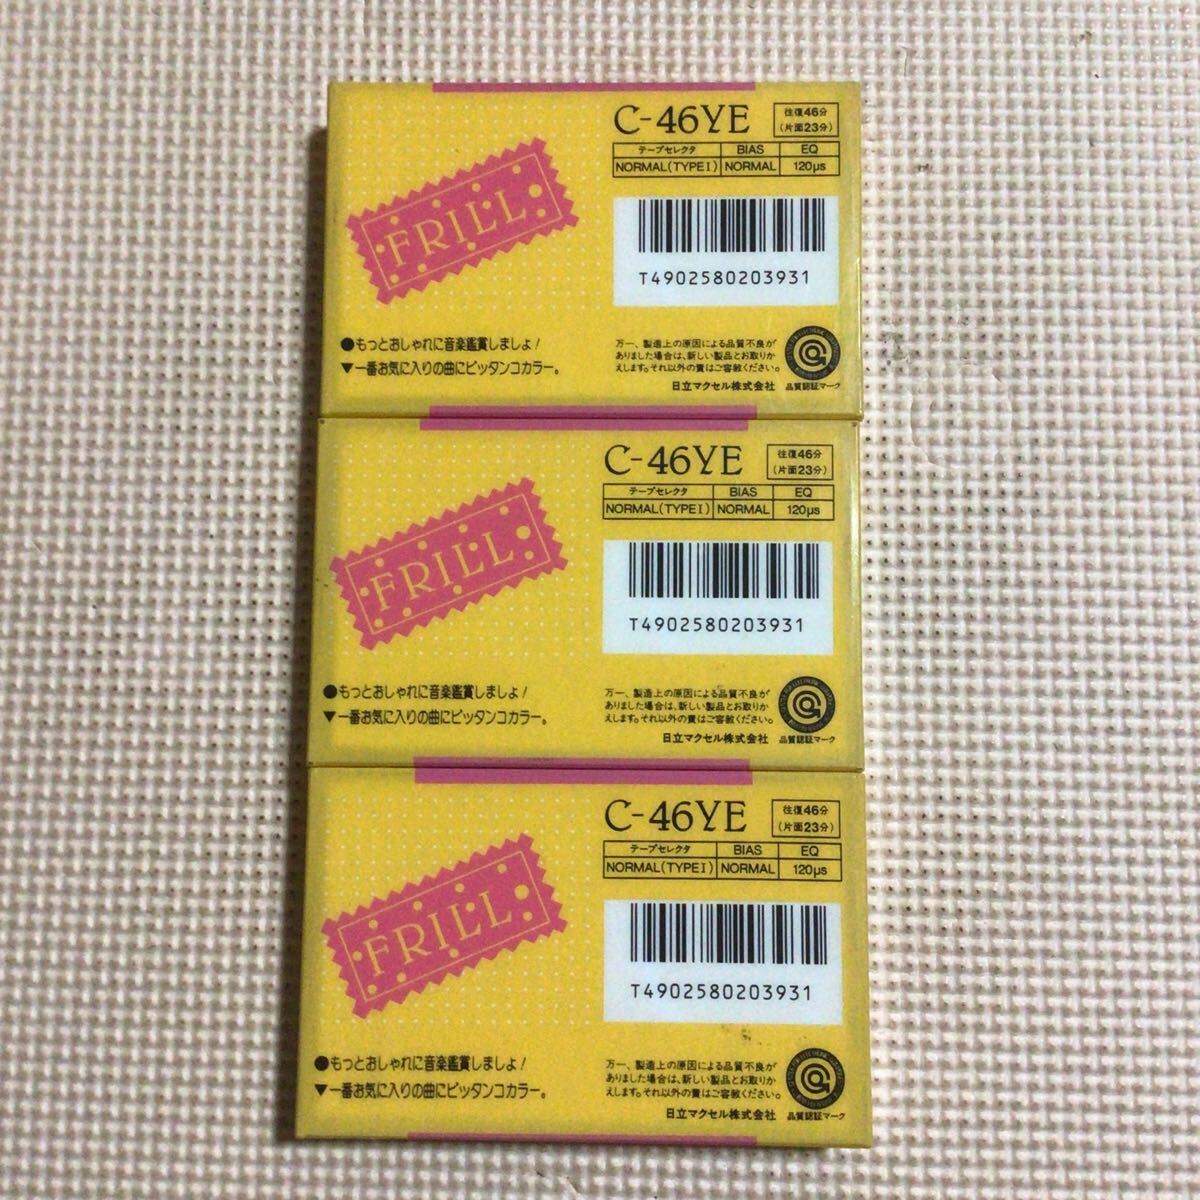 C-46YE
往復46分
(片面23分)
テープセレクタ BIAS EQ
NORMAL(TYPEI) NORMAL 120μs
FRILL
T4902580203931
●もっとおしゃれに音楽鑑賞しましょ!
▼一番お気に入りの曲にピッタンコカラー。
万一、製造上の原因による品質不良が
ありました場合は、新しい製品とお取りか
えします。それ以外の責はご容赦ください。
日立マクセル株式会社
品質認証マーク
C-46YE
往復46分
(片面23分)
テープセレクタ BIAS EQ
NORMAL(TYPEI) NORMAL 120μs
FRILL
T4902580203931
●もっとおしゃれに音楽鑑賞しましょ!
▼一番お気に入りの曲にピッタンコカラー。
万一、製造上の原因による品質不良が
ありました場合は、新しい製品とお取りか
えします。それ以外の責はご容赦ください。
日立マクセル株式会社
品質認証マーク
C-46YE
往復46分
(片面23分)
テープセレクタ BIAS EQ
NORMAL(TYPEI) NORMAL 120μs
FRILL
T4902580203931
●もっとおしゃれに音楽鑑賞しましょ!
▼一番お気に入りの曲にピッタンコカラー。
万一、製造上の原因による品質不良が
ありました場合は、新しい製品とお取りか
えします。それ以外の責はご容赦ください。
日立マクセル株式会社
品質認証マーク